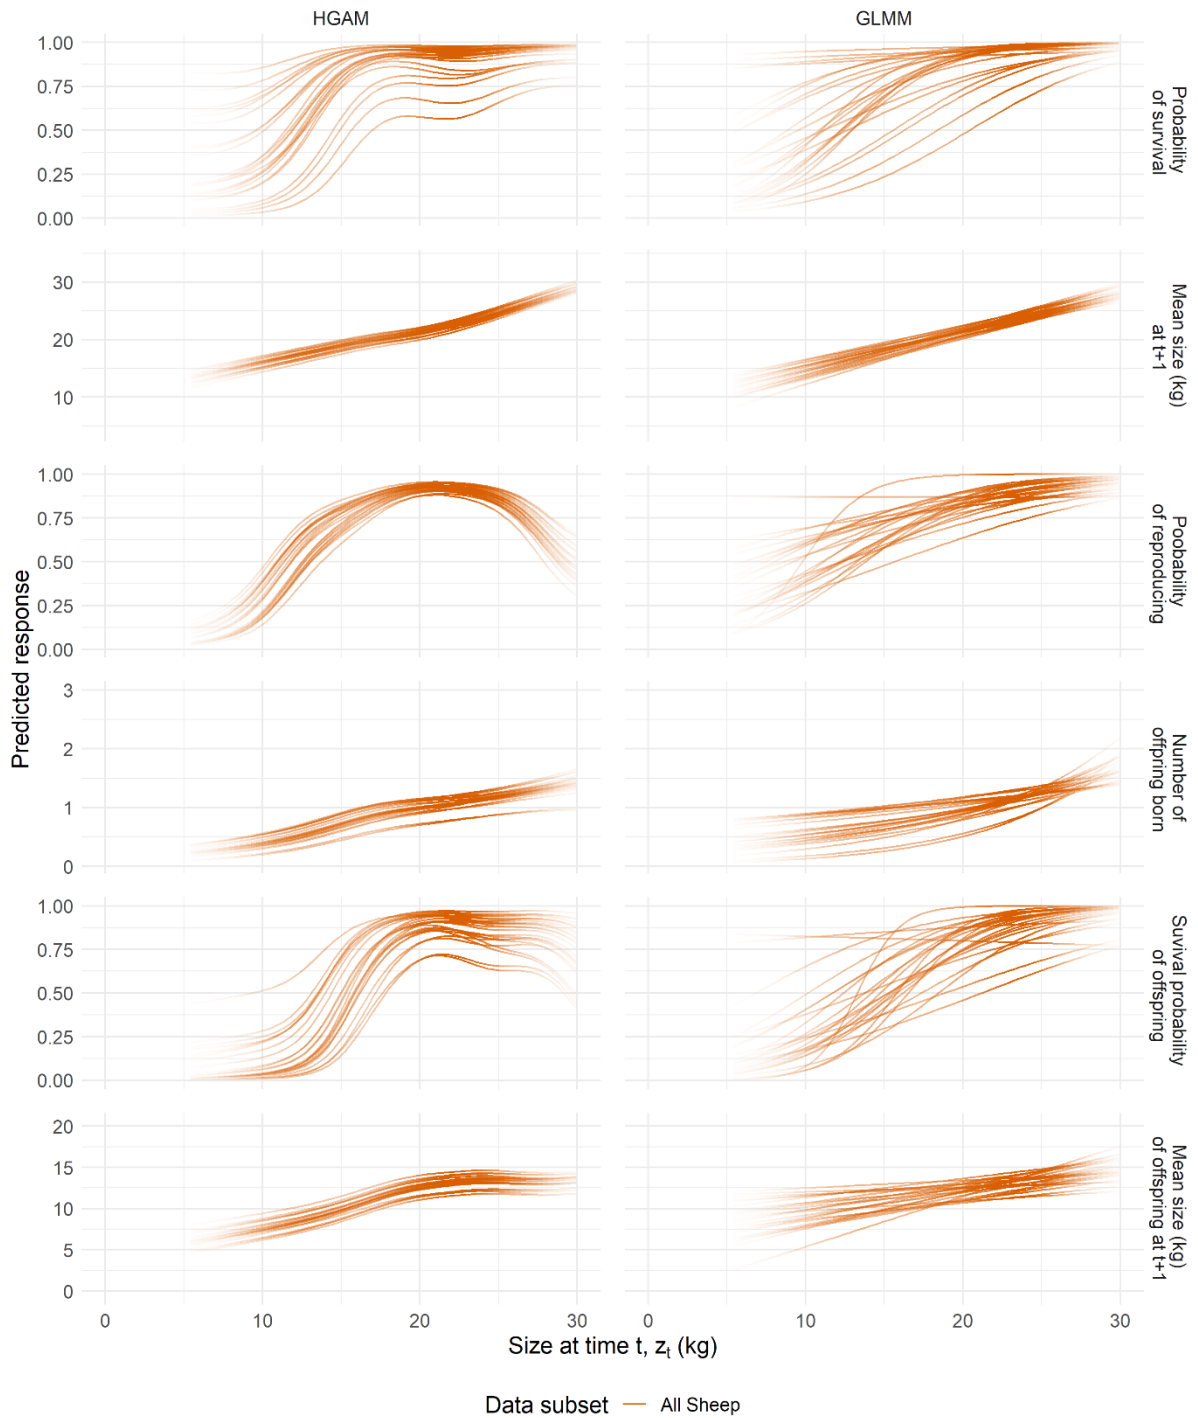 HGAM
GLMM
1.00
0.75
0.50
0.25
0.00
Probability
of survival
30
20
10
Mean size (kg)
at t+1
1.00
0.75
0.50
0.25
0.00
Poobability
of reproducing
3
2
1
0
Number of
offpring born
1.00
0.75
0.50
0.25
0.00
Suvival probability
of offspring
20
15
10
5
0
Mean size (kg)
of offspring at t+1
Predicted response
0 10 20 30
0 10 20 30
Size at time t, zt (kg)
Data subset
All Sheep